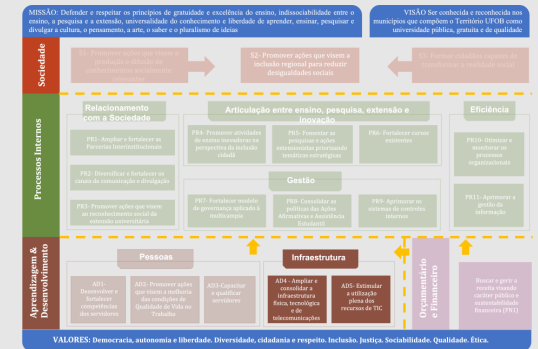 MISSÃO: Defender e respeitar os princípios de gratuidade e excelência do ensino, indissociabilidade entre o
ensino, a pesquisa e a extensão, universalidade do conhecimento e liberdade de aprender, ensinar, pesquisar e
divulgar a cultura, o pensamento, a arte, o saber e o pluralismo de ideias
VISÃO Ser conhecida e reconhecida nos
municípios que compõem o Território UFOB como
universidade pública, gratuita e de qualidade
Sociedade
S1- Promover ações que visem a
S2- Promover ações que visem a
inclusão regional para reduzir
desigualdades sociais
Processos Internos
Relacionamento
com a Sociedade
PR1- Ampliar e fortalecer as
Parcerias Interinstitucionais
PR2- Diversificar e fortalecer os
canais de comunicação e divulgação
PR3- Promover ações que visem
ao reconhecimento social da
extensão universitária
Articulação entre ensino, pesquisa, extensão e
inovação
PR4- Promover atividades
de ensino inovadoras na
perspectiva da inclusão
cidadã
PR5- Fomentar as
pesquisas e ações
extensionistas priorizando
temáticas estratégicas
PR6- Fortalecer cursos
existentes
Gestão
PR7- Fortalecer modelo
de governança aplicado à
multicampia
PR8- Consolidar as
políticas das Ações
Afirmativas e Assistência
Estudantil
PR9- Aprimorar o
sistema de controles
internos
Eficiência
PR10- Otimizar e
monitorar os
processos
organizacionais
PR11- Aprimorar a
gestão da
informação.
Aprendizagem &
Desenvolvimento
Pessoas
AD1-
Desenvolver e
fortalecer
competências
dos servidores
AD2- Promover ações
que visem a melhoria
das condições de
Qualidade de Vida no
Trabalho
AD3-Capacitar
e qualificar
servidores
Infraestrutura
AD4 - Ampliar e
consolidar a
infraestrutura
física, tecnológica
e de
telecomunicações
AD5- Estimular
a utilização
plena dos
recursos de TIC
Orçamentário
e Financeiro
Buscar e gerir a
receita visando
caráter público e
sustentabilidade
financeira (FN1)
VALORES: Democracia, autonomia e liberdade. Diversidade, cidadania e respeito. Inclusão. Justiça. Sociabilidade. Qualidade. Ética.